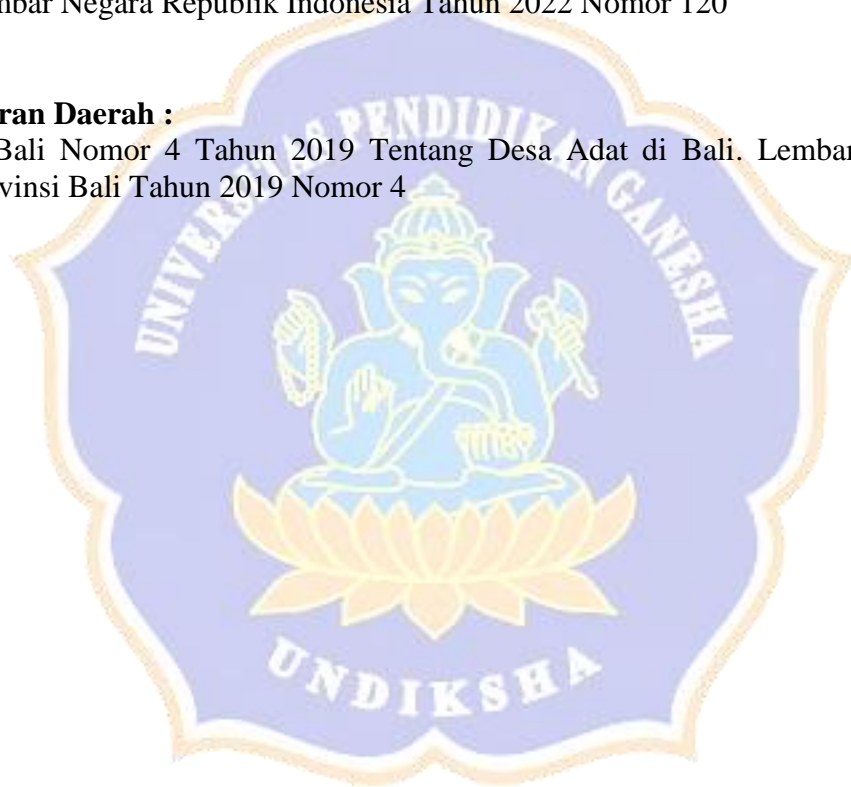 mbar Negara Republik Indonesia Tahun 2022 Nomor 120
ran Daerah :
Bali Nomor 4 Tahun 2019 Tentang Desa Adat di Bali. Lembar
vinsi Bali Tahun 2019 Nomor 4
UNIVERSITAS PENDIDIKAN GANESHA
UNDIKSHA